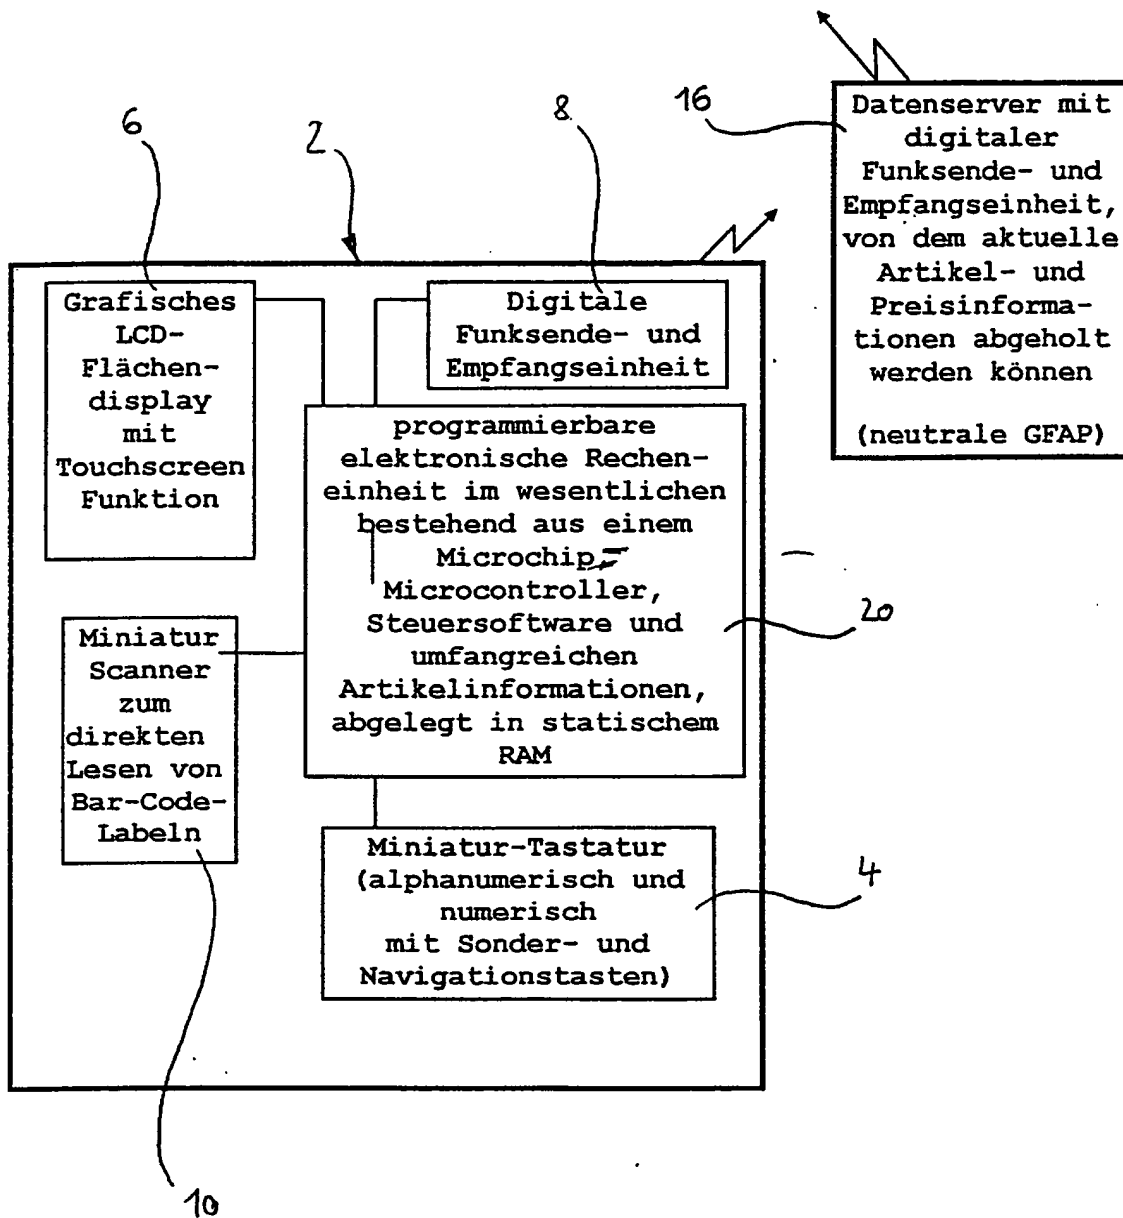 6
2
8
16
Datenserver mit
digitaler
Funksende- und
Empfangseinheit,
von dem aktuelle
Artikel- und
Preisinforma-
tionen abgeholt
werden können
(neutrale GFAP)
Grafisches
LCD-
Flächen-
display
mit
Touchscreen
Funktion
Digitale
Funksende- und
Empfangseinheit
programmierbare
elektronische Rechen-
einheit im wesentlichen
bestehend aus einem
Microchip-
Microcontroller,
Steuersoftware und
umfangreichen
Artikelinformationen,
abgelegt in statischem
RAM
20
Miniatur
Scanner
zum
direkten
Lesen von
Bar-Code-
Labeln
Miniatur-Tastatur
(alphanumerisch und
numerisch
mit Sonder- und
Navigationstasten)
4
10